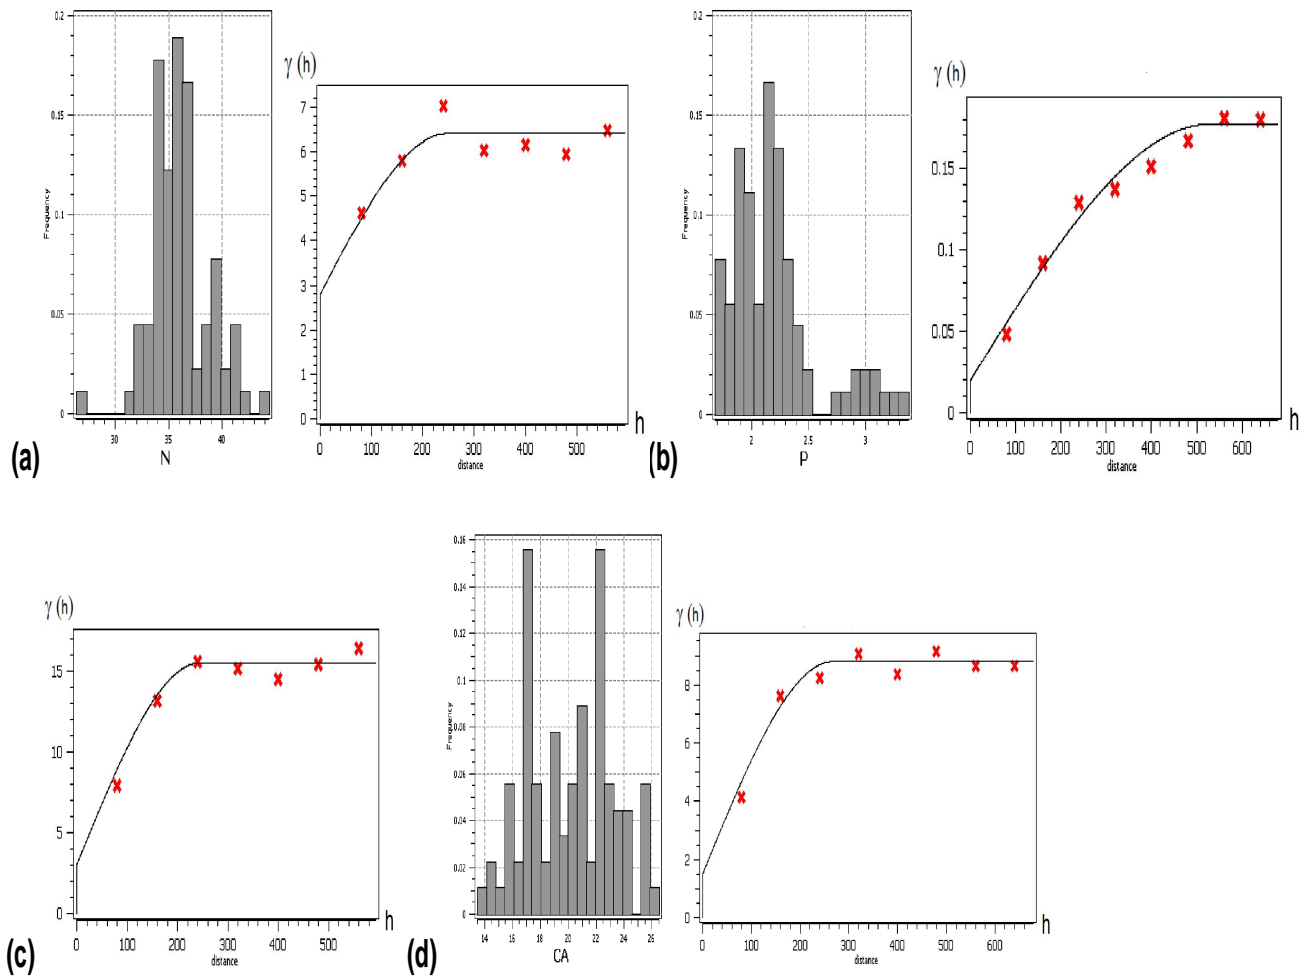 0.2
0.15
0.1
0.05
0
Frequency
30 35 40
N
(a)
γ (h)
7
6
5
4
3
2
1
0
0 100 200 300 400 500
distance
h
0.2
0.15
0.1
0.05
0
Frequency
2 2.5 3
P
(b)
γ (h)
0.15
0.1
0.05
0
0 100 200 300 400 500 600
distance
h
γ (h)
15
10
5
0
0 100 200 300 400 500
distance
h
(c)
0.16
0.14
0.12
0.1
0.08
0.06
0.04
0.02
0
Frequency
14 16 18 20 22 24 26
CA
(d)
γ (h)
8
6
4
2
0
0 100 200 300 400 500 600
distance
h